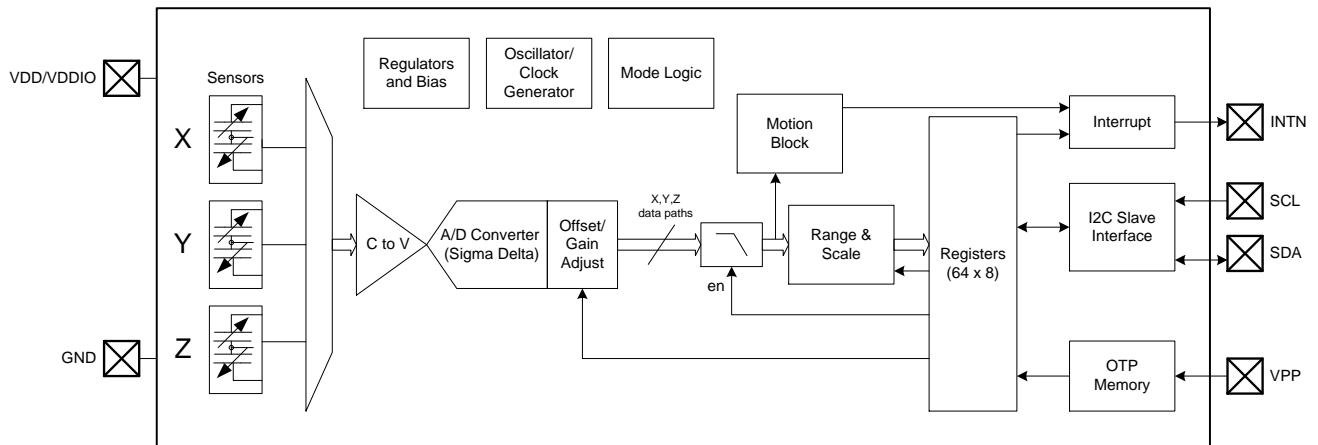 VDD/VDDIO
GND
Sensors
X
Y
Z
Regulators
and Bias
Oscillator/
Clock
Generator
Mode Logic
C to V
A/D Converter
(Sigma Delta)
Offset/
Gain
Adjust
X,Y,Z
data paths
en
Motion
Block
Range &
Scale
Registers
(64 x 8)
Interrupt
I2C Slave
Interface
OTP
Memory
INTN
SCL
SDA
VPP